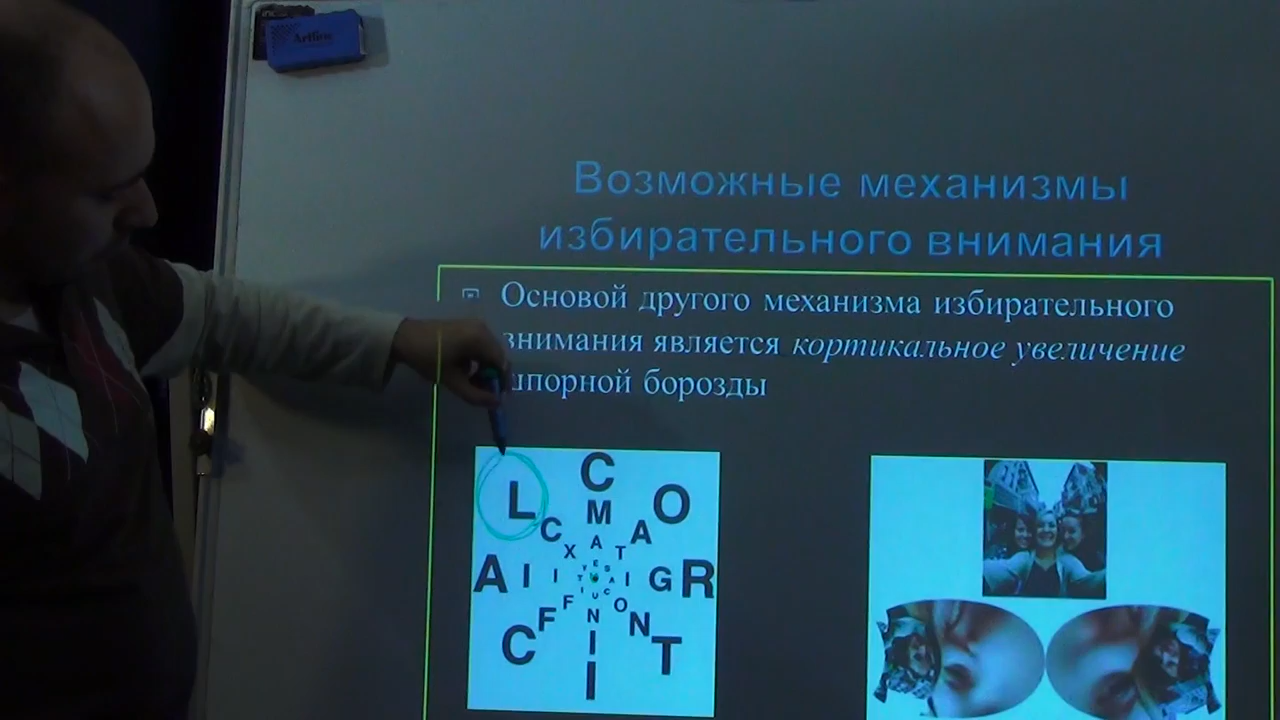 Artline
Возможные механизмы
избирательного внимания
Основой другого механизма избирательного
внимания является кортикальное увеличение
шпорной борозды
C
L O
M
C A
X A T
A I I I G R
F O
F N N
C I T
I